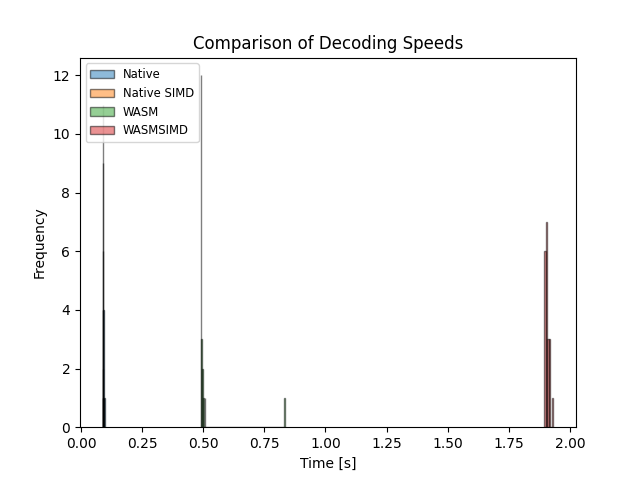 Comparison of Decoding Speeds
Native
Native SIMD
WASM
WASMSIMD
Frequency
12
10
8
6
4
2
0
0.00 0.25 0.50 0.75 1.00 1.25 1.50 1.75 2.00
Time [s]